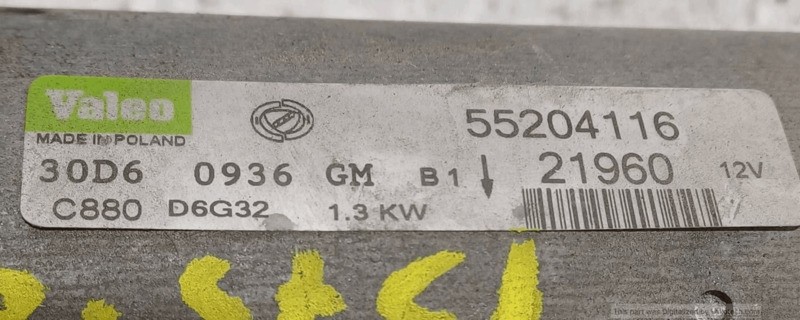 Valeo
MADE IN POLAND
55204116
30D6 0936 GM B1 21960 12V
C880 D6G32 1.3 KW